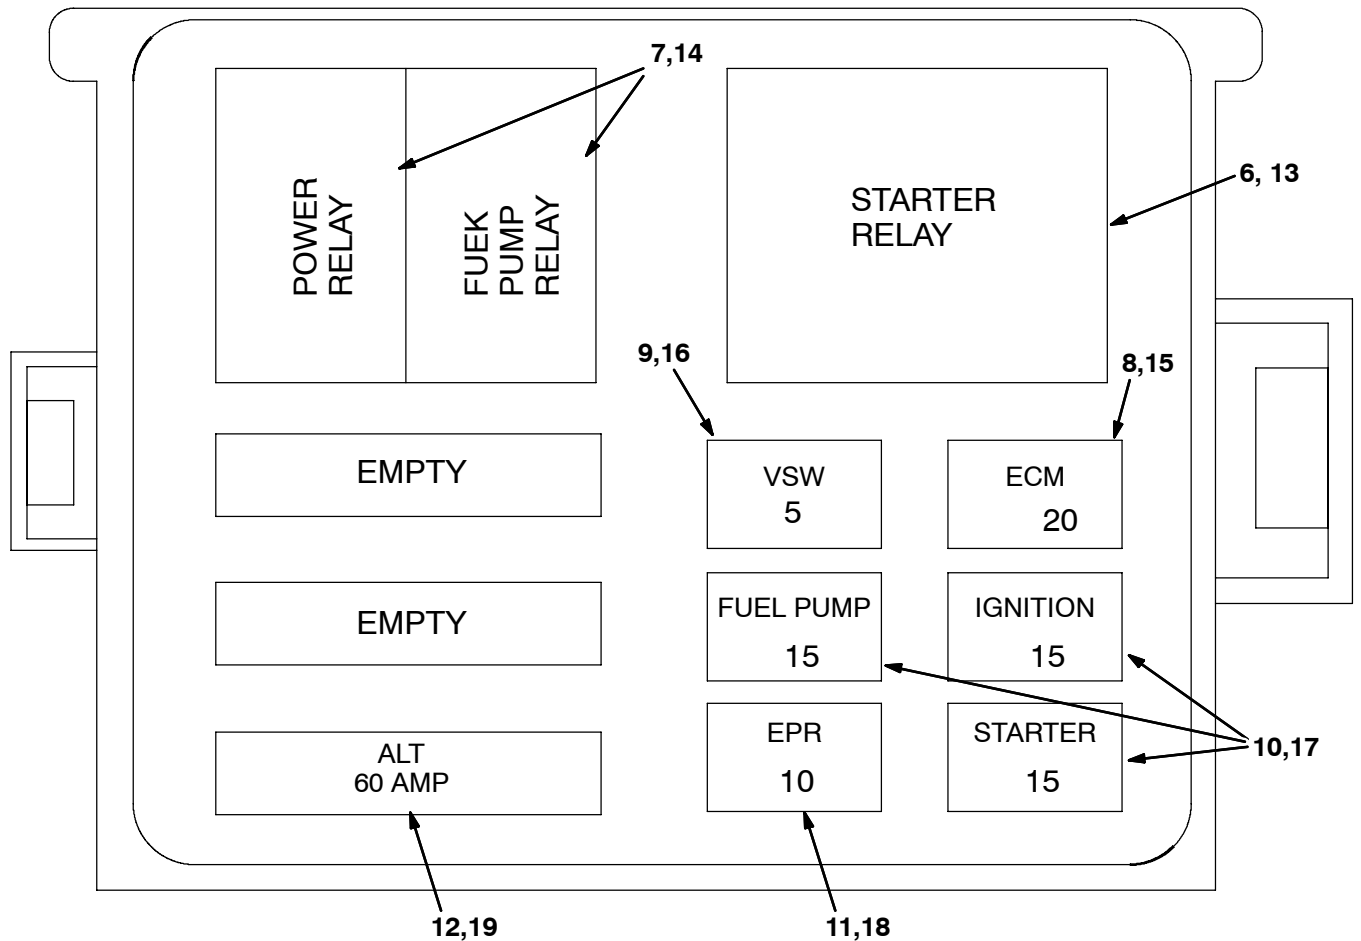 7,14
POWER
RELAY
FUEK
PUMP
RELAY
STARTER
RELAY
6, 13
9,16
8,15
EMPTY
VSW
5
ECM
20
EMPTY
FUEL PUMP
15
IGNITION
15
ALT
60 AMP
EPR
10
STARTER
15
10,17
12,19
11,18